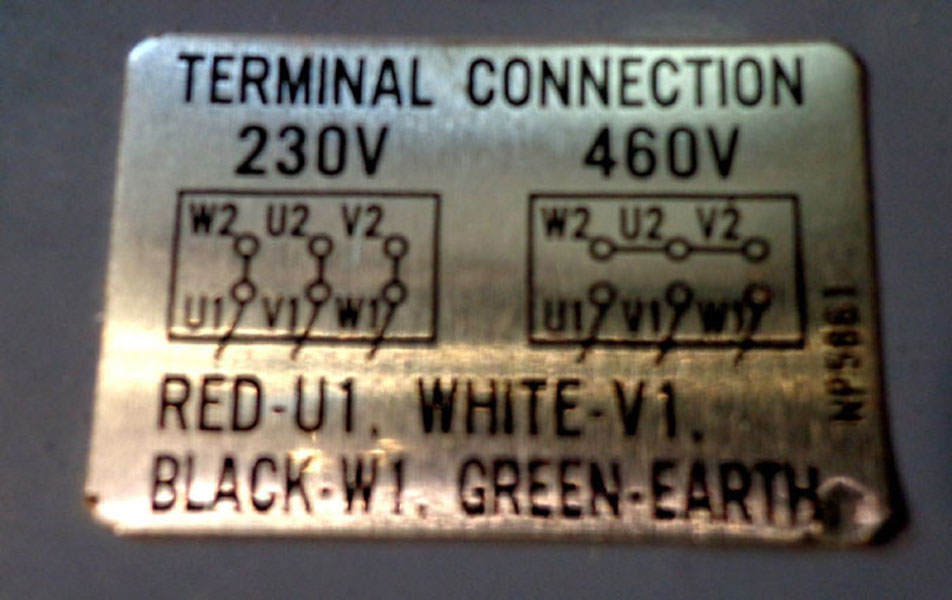 TERMINAL CONNECTION
230V 460V
W2 U2 V2 W2 U2 V2
U1 V1 W1 U1 V1 W1
NP5861
RED-U1, WHITE-V1,
BLACK-W1, GREEN-EARTH